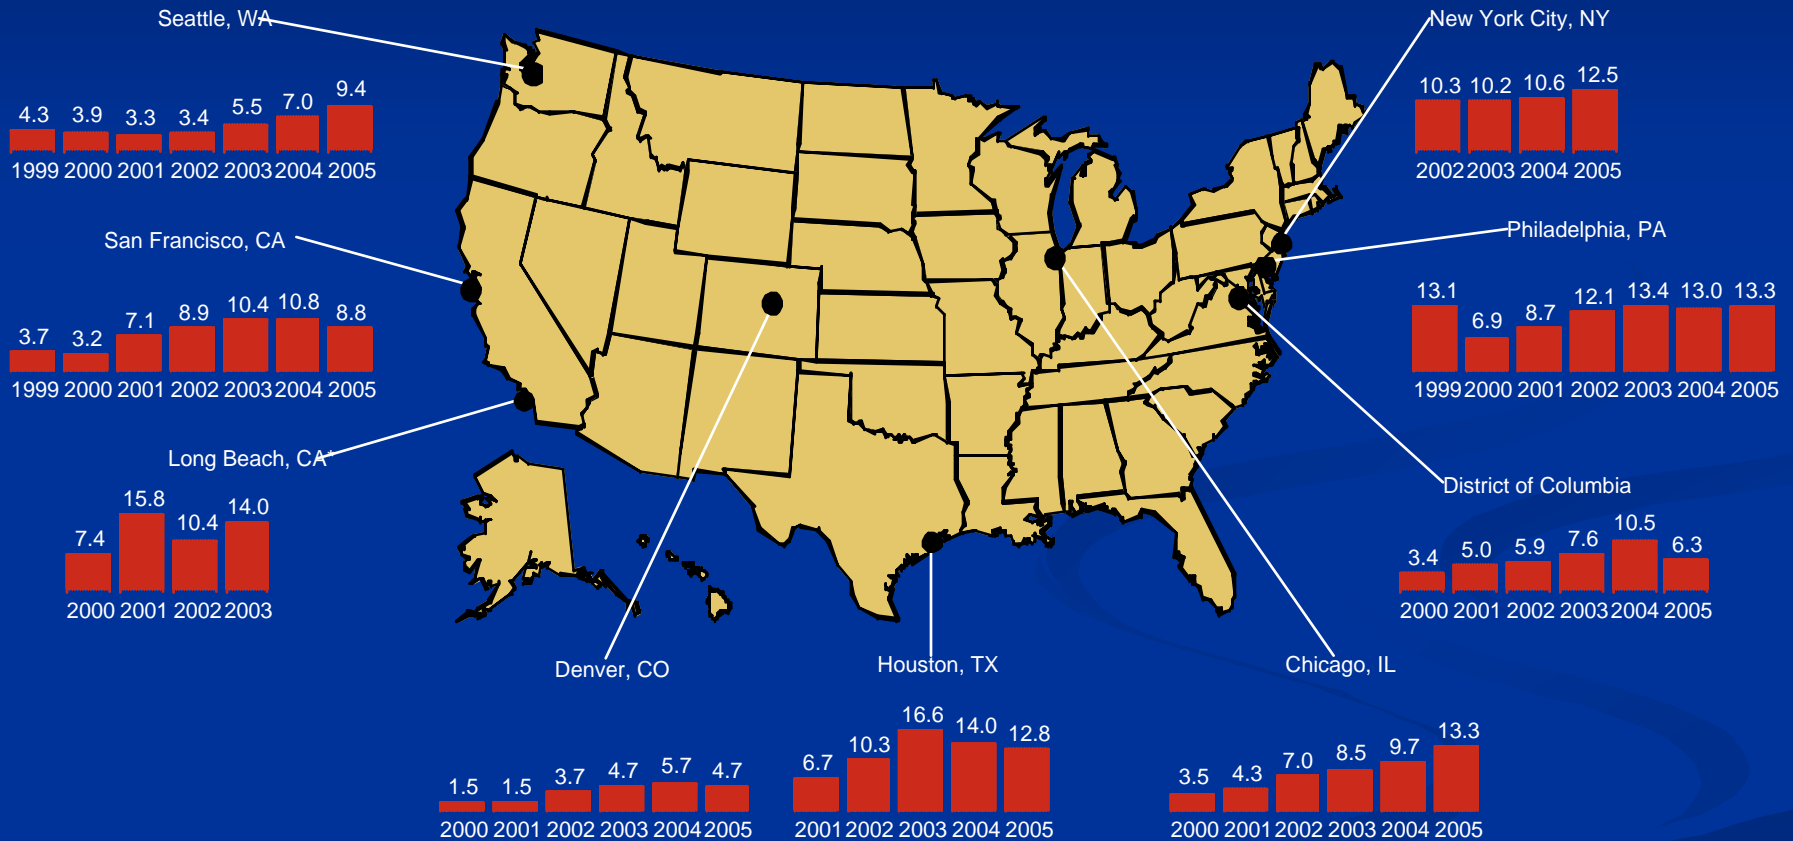 Seattle, WA
4.3 3.9 3.3 3.4 5.5 7.0 9.4
1999 2000 2001 2002 2003 2004 2005
San Francisco, CA
3.7 3.2 7.1 8.9 10.4 10.8 8.8
1999 2000 2001 2002 2003 2004 2005
Long Beach, CA*
7.4 15.8 10.4 14.0
2000 2001 2002 2003
Denver, CO
1.5 1.5 3.7 4.7 5.7 4.7
2000 2001 2002 2003 2004 2005
Houston, TX
6.7 10.3 16.6 14.0 12.8
2001 2002 2003 2004 2005
Chicago, IL
3.5 4.3 7.0 8.5 9.7 13.3
2000 2001 2002 2003 2004 2005
New York City, NY
10.3 10.2 10.6 12.5
2002 2003 2004 2005
Philadelphia, PA
13.1 6.9 8.7 12.1 13.4 13.0 13.3
1999 2000 2001 2002 2003 2004 2005
District of Columbia
3.4 5.0 5.9 7.6 10.5 6.3
2000 2001 2002 2003 2004 2005